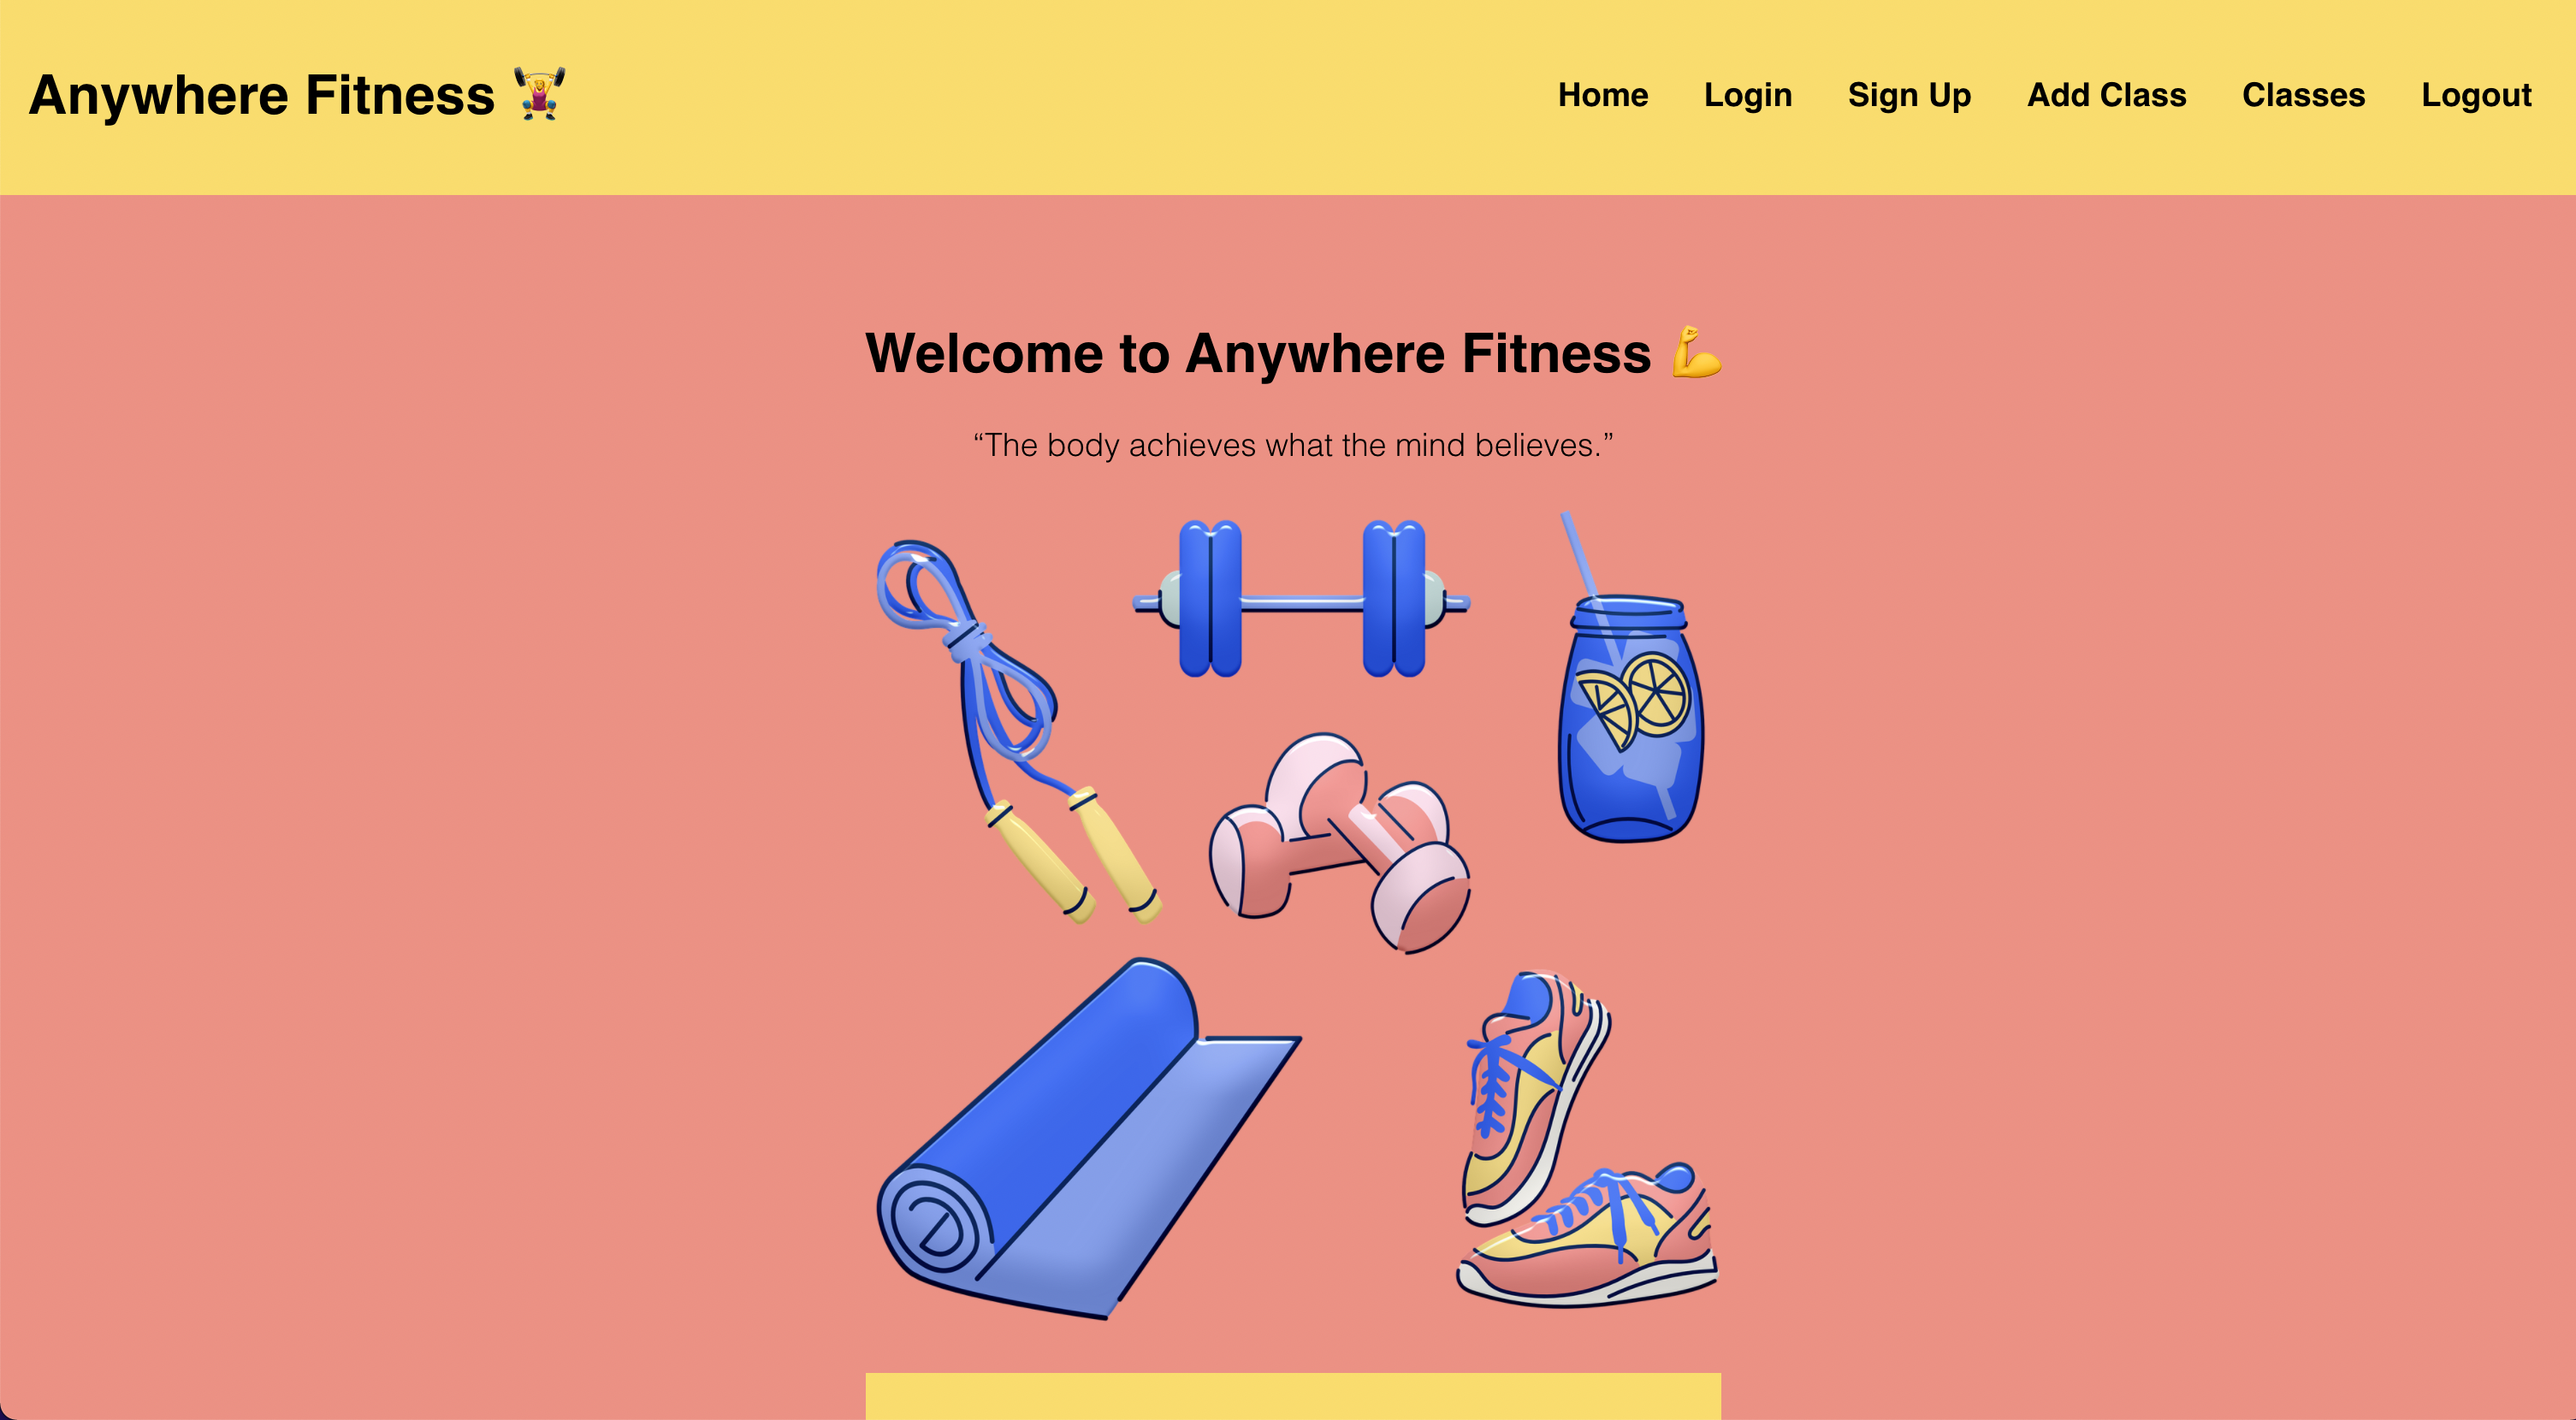 Anywhere Fitness 🏋️‍♀️
Home Login Sign Up Add Class Classes Logout
Welcome to Anywhere Fitness 💪
“The body achieves what the mind believes.”